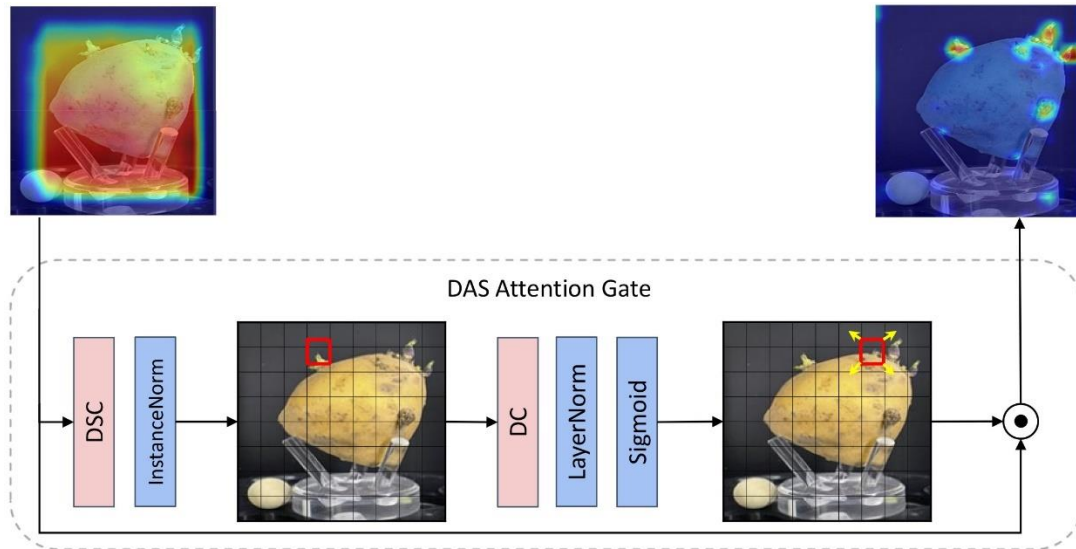 DAS Attention Gate
DSC
InstanceNorm
DC
LayerNorm
Sigmoid